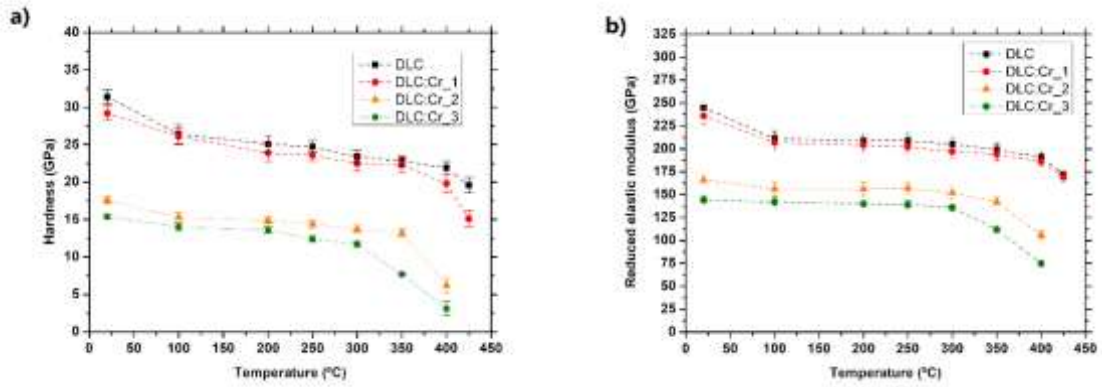 a)
40
35
30
25
20
15
10
5
0
Hardness (GPa)
DLC
DLC:Cr_1
DLC:Cr_2
DLC:Cr_3
0 50 100 150 200 250 300 350 400 450
Temperature (ºC)
b)
325
300
275
250
225
200
175
150
125
100
75
50
25
0
Reduced elastic modulus (GPa)
DLC
DLC:Cr_1
DLC:Cr_2
DLC:Cr_3
0 50 100 150 200 250 300 350 400 450
Temperature (ºC)